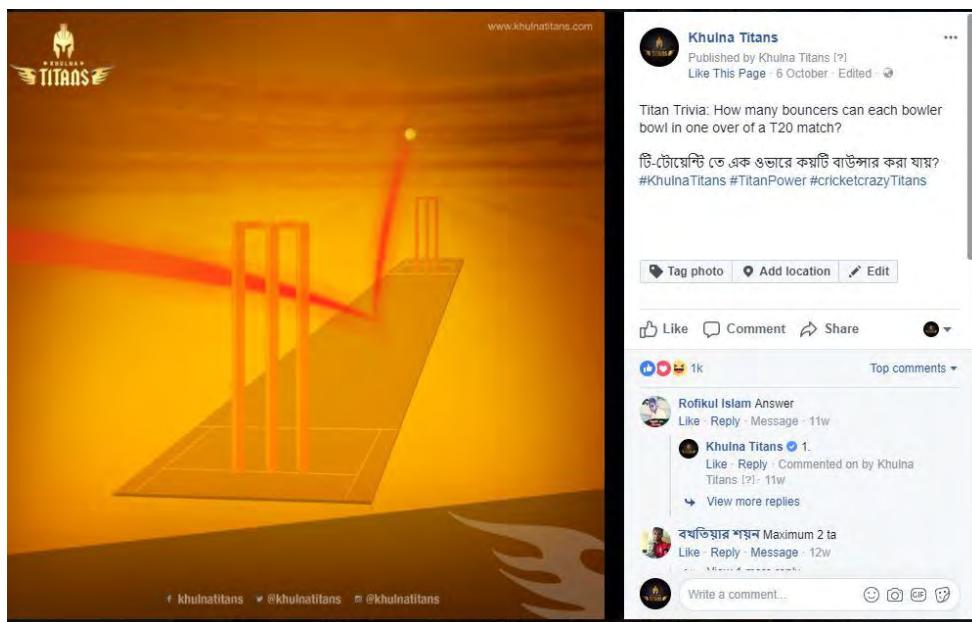 www.khulnatitans.com
KHULNA
TITANS
khulnatitans @khulnatitans @khulnatitans
Khulna Titans
Published by Khulna Titans [?]
Like This Page · 6 October · Edited ·
Titan Trivia: How many bouncers can each bowler
bowl in one over of a T20 match?
টি-টোয়েন্টি তে এক ওভারে কয়টি বাউন্সার করা যায়?
#KhulnaTitans #TitanPower #cricketcrazyTitans
Tag photo Add location Edit
Like Comment Share
1k Top comments
Rofikul Islam Answer
Like · Reply · Message · 11w
Khulna Titans 1.
Like · Reply · Commented on by Khulna
Titans [?] · 11w
View more replies
বখতিয়ার শয়ন Maximum 2 ta
Like · Reply · Message · 12w
Write a comment...
GIF